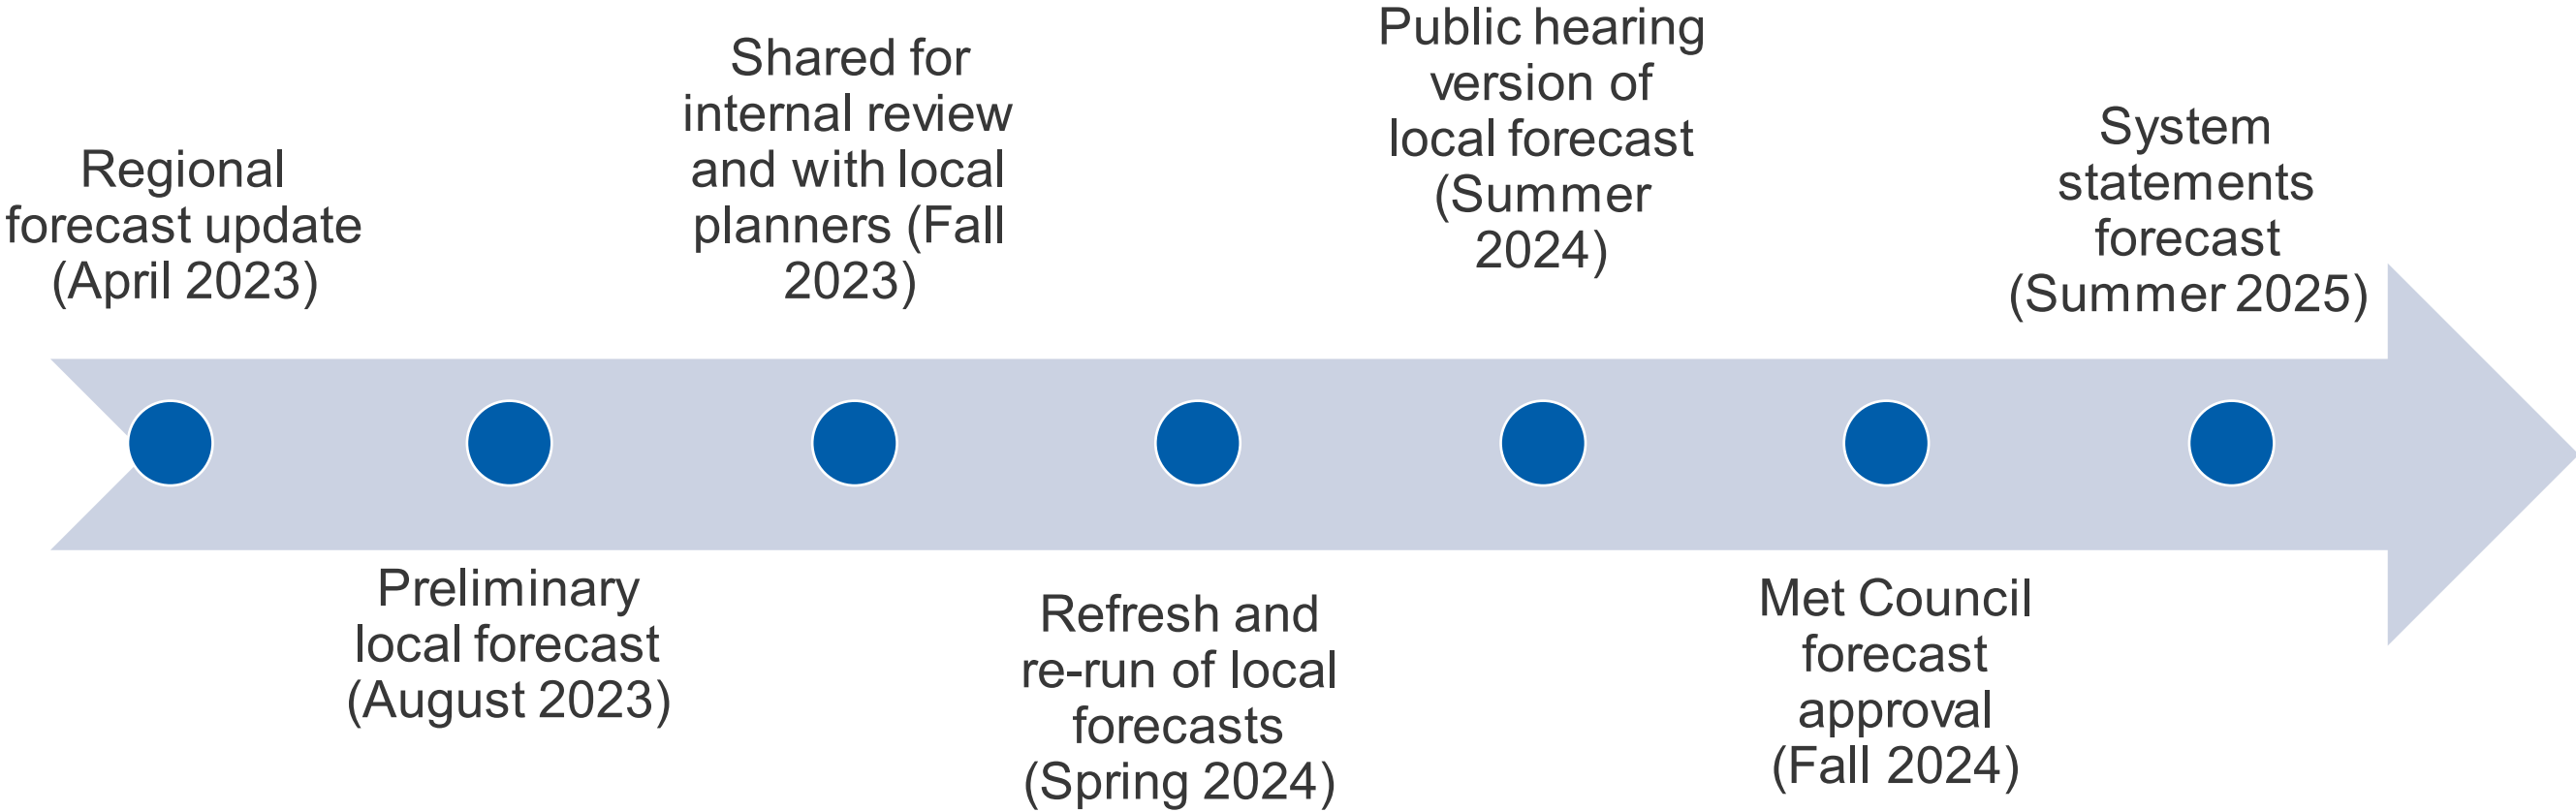 Regional
forecast update
(April 2023)
Preliminary
local forecast
(August 2023)
Shared for
internal review
and with local
planners (Fall
2023)
Refresh and
re-run of local
forecasts
(Spring 2024)
Public hearing
version of
local forecast
(Summer
2024)
Met Council
forecast
approval
(Fall 2024)
System
statements
forecast
(Summer 2025)